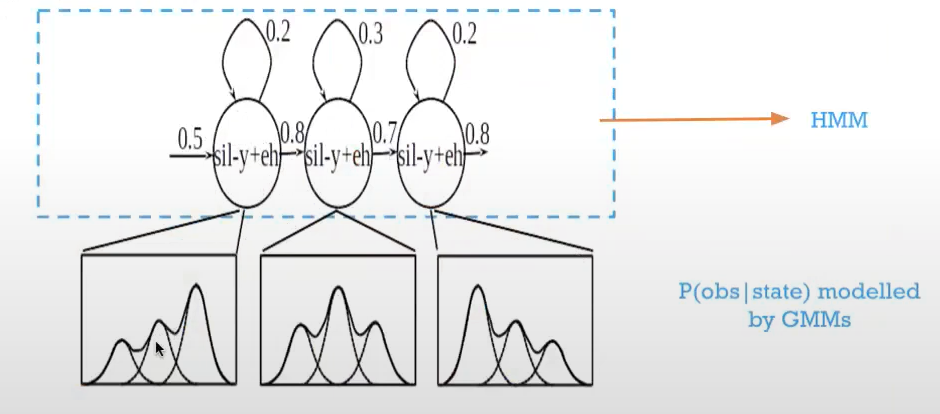 0.2
0.3
0.2
0.5
0.8
0.7
0.8
sil-y+eh
sil-y+eh
sil-y+eh
HMM
P(obs|state) modelled
by GMMs